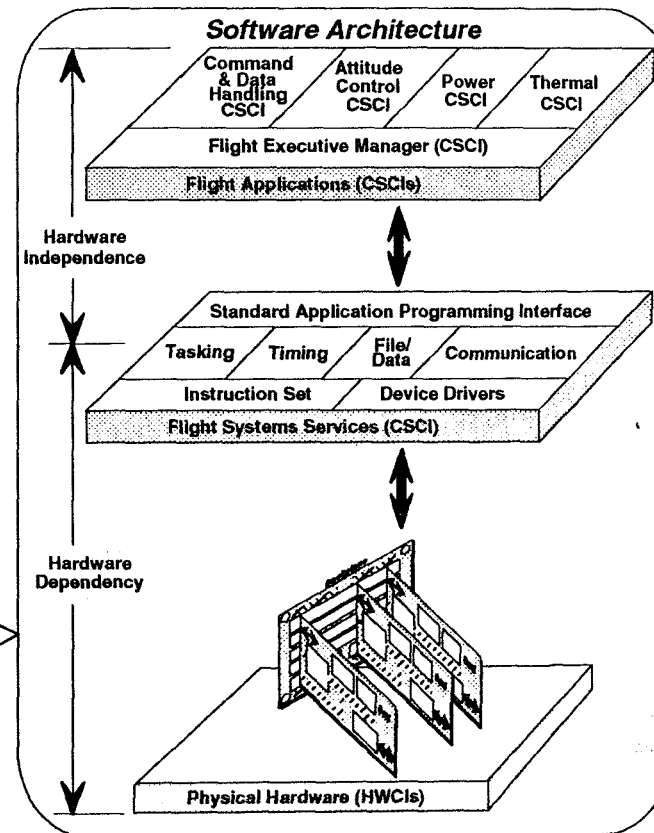 Software Architecture
Command
& Data
Handling
CSCI
Attitude
Control
CSCI
Power
CSCI
Thermal
CSCI
Flight Executive Manager (CSCI)
Flight Applications (CSCIs)
Hardware
Independence
Standard Application Programming Interface
Tasking
Timing
File/
Data
Communication
Instruction Set
Device Drivers
Flight Systems Services (CSCI)
Hardware
Dependency
Physical Hardware (HWCIs)